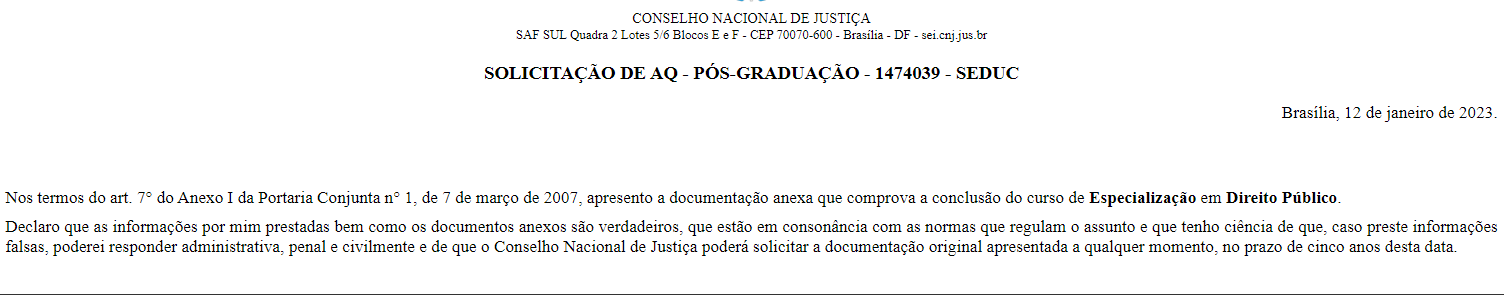 CONSELHO NACIONAL DE JUSTIÇA
SAF SUL Quadra 2 Lotes 5/6 Blocos E e F - CEP 70070-600 - Brasília - DF - sei.cnj.jus.br
SOLICITAÇÃO DE AQ - PÓS-GRADUAÇÃO - 1474039 - SEDUC
Brasília, 12 de janeiro de 2023.
Nos termos do art. 7° do Anexo I da Portaria Conjunta n° 1, de 7 de março de 2007, apresento a documentação anexa que comprova a conclusão do curso de Especialização em Direito Público.
Declaro que as informações por mim prestadas bem como os documentos anexos são verdadeiros, que estão em consonância com as normas que regulam o assunto e que tenho ciência de que, caso preste informações
falsas, poderei responder administrativa, penal e civilmente e de que o Conselho Nacional de Justiça poderá solicitar a documentação original apresentada a qualquer momento, no prazo de cinco anos desta data.